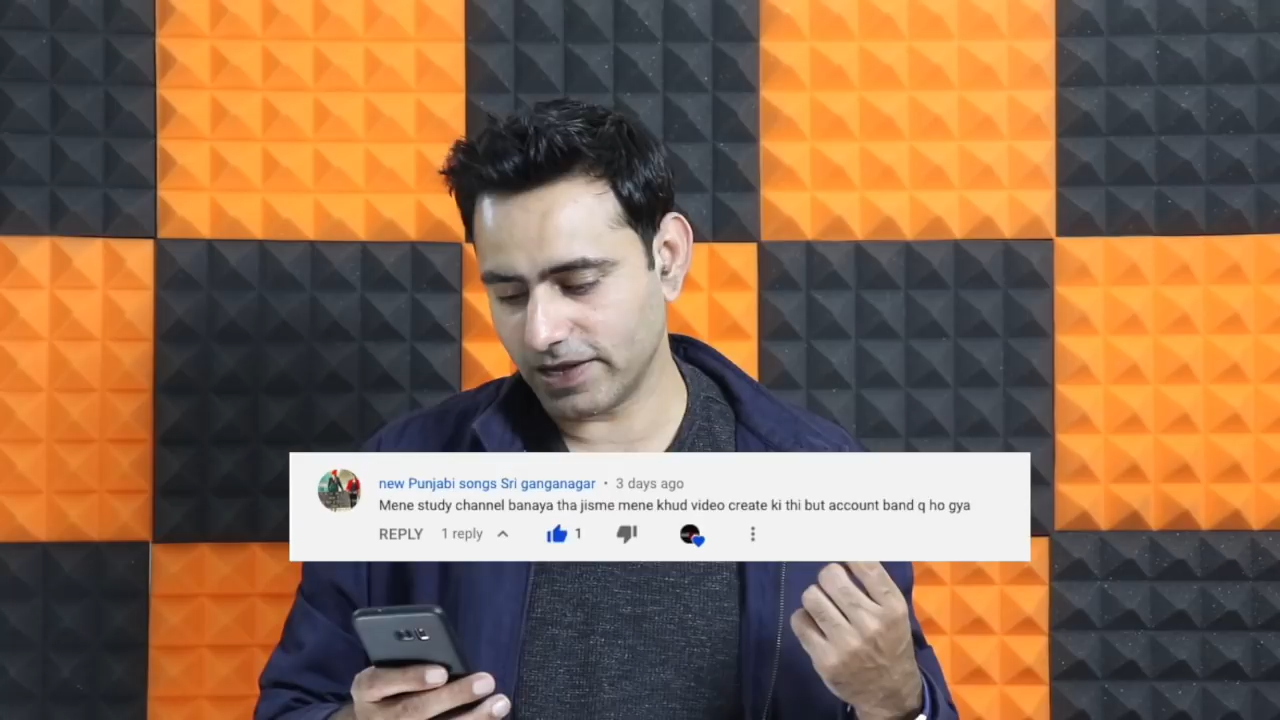 new Punjabi songs Sri ganganagar • 3 days ago
Mene study channel banaya tha jisme mene khud video create ki thi but account band q ho gya
REPLY 1 reply 1